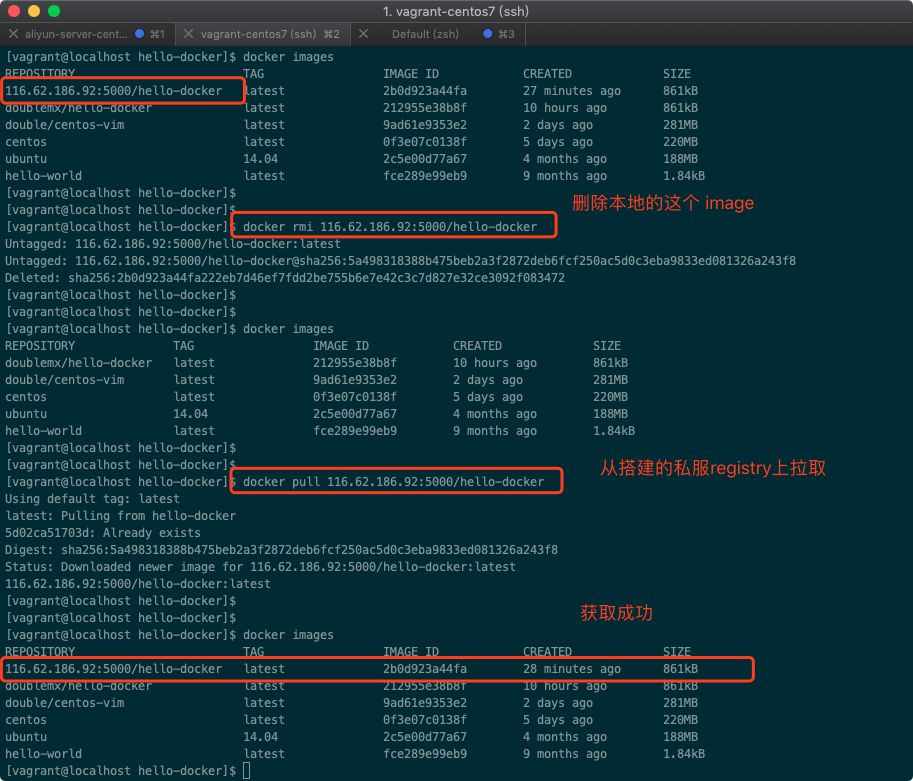 1. vagrant-centos7 (ssh)
aliyun-server-cent... ⌘1 vagrant-centos7 (ssh) ⌘2 Default (zsh) ⌘3
[vagrant@localhost hello-docker]$ docker images
REPOSITORY TAG IMAGE ID CREATED SIZE
116.62.186.92:5000/hello-docker latest 2b0d923a44fa 27 minutes ago 861kB
doublemx/hello-docker latest 212955e38b8f 10 hours ago 861kB
double/centos-vim latest 9ad61e9353e2 2 days ago 281MB
centos latest 0f3e07c0138f 5 days ago 220MB
ubuntu 14.04 2c5e00d77a67 4 months ago 188MB
hello-world latest fce289e99eb9 9 months ago 1.84kB
[vagrant@localhost hello-docker]$
删除本地的这个 image
[vagrant@localhost hello-docker]$
[vagrant@localhost hello-docker]$ docker rmi 116.62.186.92:5000/hello-docker
Untagged: 116.62.186.92:5000/hello-docker:latest
Untagged: 116.62.186.92:5000/hello-docker@sha256:5a498318388b475beb2a3f2872deb6fcf250ac5d0c3eba9833ed081326a243f8
Deleted: sha256:2b0d923a44fa222eb7d46ef7fdd2be755b6e7e42c3c7d827e32ce3092f083472
[vagrant@localhost hello-docker]$
[vagrant@localhost hello-docker]$
[vagrant@localhost hello-docker]$ docker images
REPOSITORY TAG IMAGE ID CREATED SIZE
doublemx/hello-docker latest 212955e38b8f 10 hours ago 861kB
double/centos-vim latest 9ad61e9353e2 2 days ago 281MB
centos latest 0f3e07c0138f 5 days ago 220MB
ubuntu 14.04 2c5e00d77a67 4 months ago 188MB
hello-world latest fce289e99eb9 9 months ago 1.84kB
[vagrant@localhost hello-docker]$
[vagrant@localhost hello-docker]$
从搭建的私服registry上拉取
[vagrant@localhost hello-docker]$ docker pull 116.62.186.92:5000/hello-docker
Using default tag: latest
latest: Pulling from hello-docker
5d02ca51703d: Already exists
Digest: sha256:5a498318388b475beb2a3f2872deb6fcf250ac5d0c3eba9833ed081326a243f8
Status: Downloaded newer image for 116.62.186.92:5000/hello-docker:latest
116.62.186.92:5000/hello-docker:latest
[vagrant@localhost hello-docker]$
获取成功
[vagrant@localhost hello-docker]$
[vagrant@localhost hello-docker]$ docker images
REPOSITORY TAG IMAGE ID CREATED SIZE
116.62.186.92:5000/hello-docker latest 2b0d923a44fa 28 minutes ago 861kB
doublemx/hello-docker latest 212955e38b8f 10 hours ago 861kB
double/centos-vim latest 9ad61e9353e2 2 days ago 281MB
centos latest 0f3e07c0138f 5 days ago 220MB
ubuntu 14.04 2c5e00d77a67 4 months ago 188MB
hello-world latest fce289e99eb9 9 months ago 1.84kB
[vagrant@localhost hello-docker]$